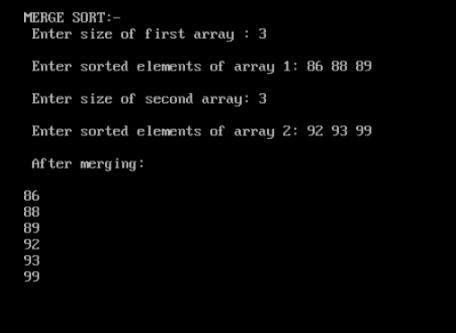 MERGE SORT:-
Enter size of first array : 3
Enter sorted elements of array 1: 86 88 89
Enter size of second array: 3
Enter sorted elements of array 2: 92 93 99
After merging:
86
88
89
92
93
99